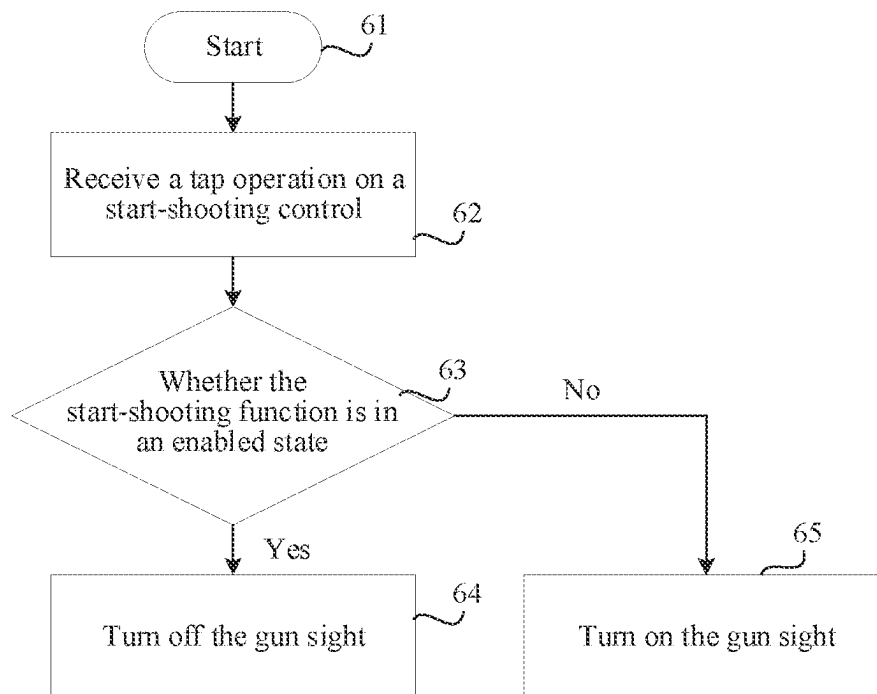 Start
61
Receive a tap operation on a
start-shooting control
62
Whether the
start-shooting function is in
an enabled state
63
No
Yes
Turn off the gun sight
64
65
Turn on the gun sight